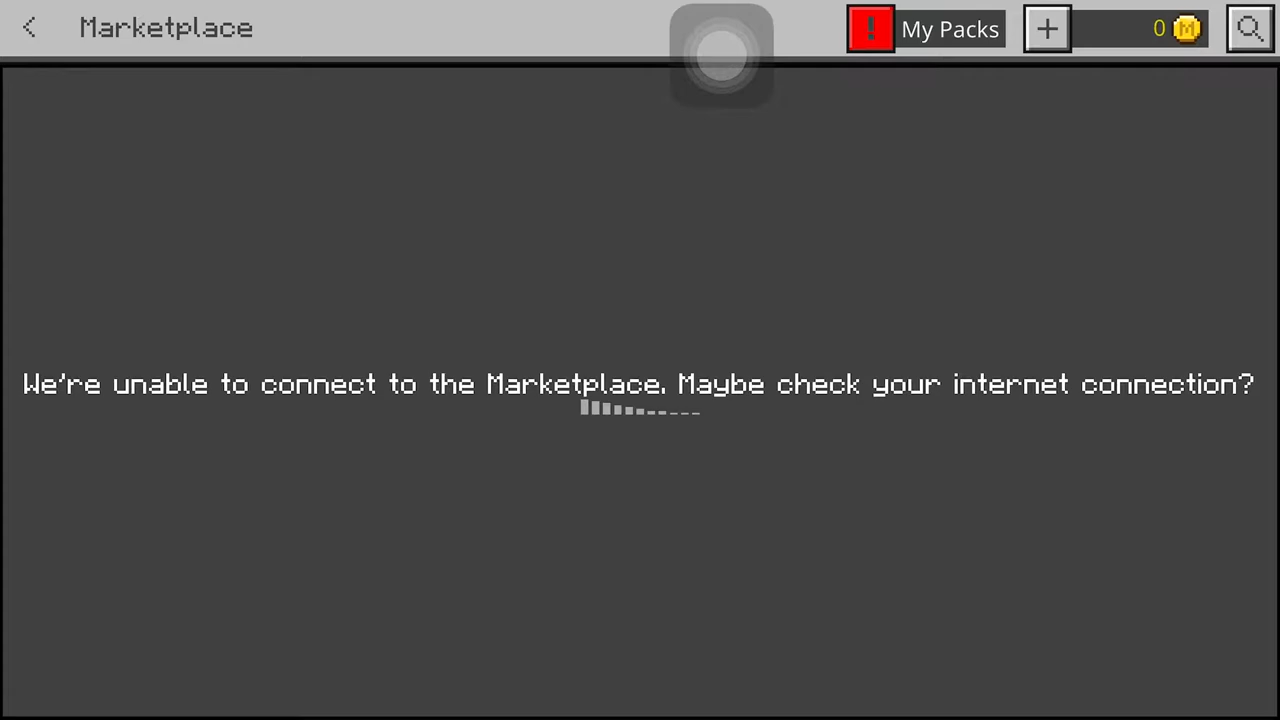 Marketplace
! My Packs
0
We're unable to connect to the Marketplace. Maybe check your internet connection?